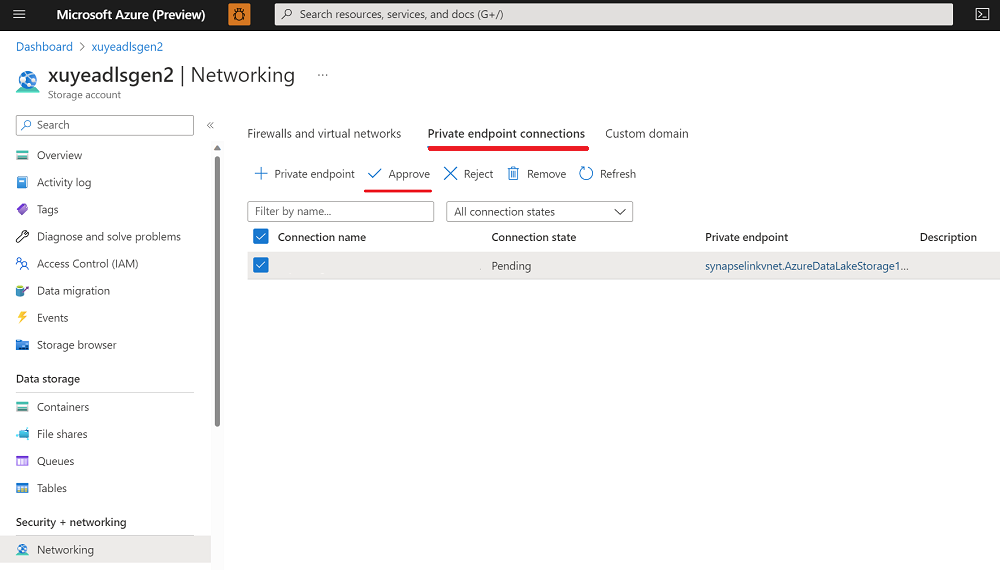 Microsoft Azure (Preview)
Search resources, services, and docs (G+/)
Dashboard > xuyeadlsgen2
xuyeadlsgen2 | Networking ...
Storage account
Search
«
Overview
Activity log
Tags
Diagnose and solve problems
Access Control (IAM)
Data migration
Events
Storage browser
Data storage
Containers
File shares
Queues
Tables
Security + networking
Networking
Firewalls and virtual networks Private endpoint connections Custom domain
Private endpoint Approve Reject Remove Refresh
Filter by name... All connection states
Connection name Connection state Private endpoint Description
Pending synapselinkvnet.AzureDataLakeStorage1...